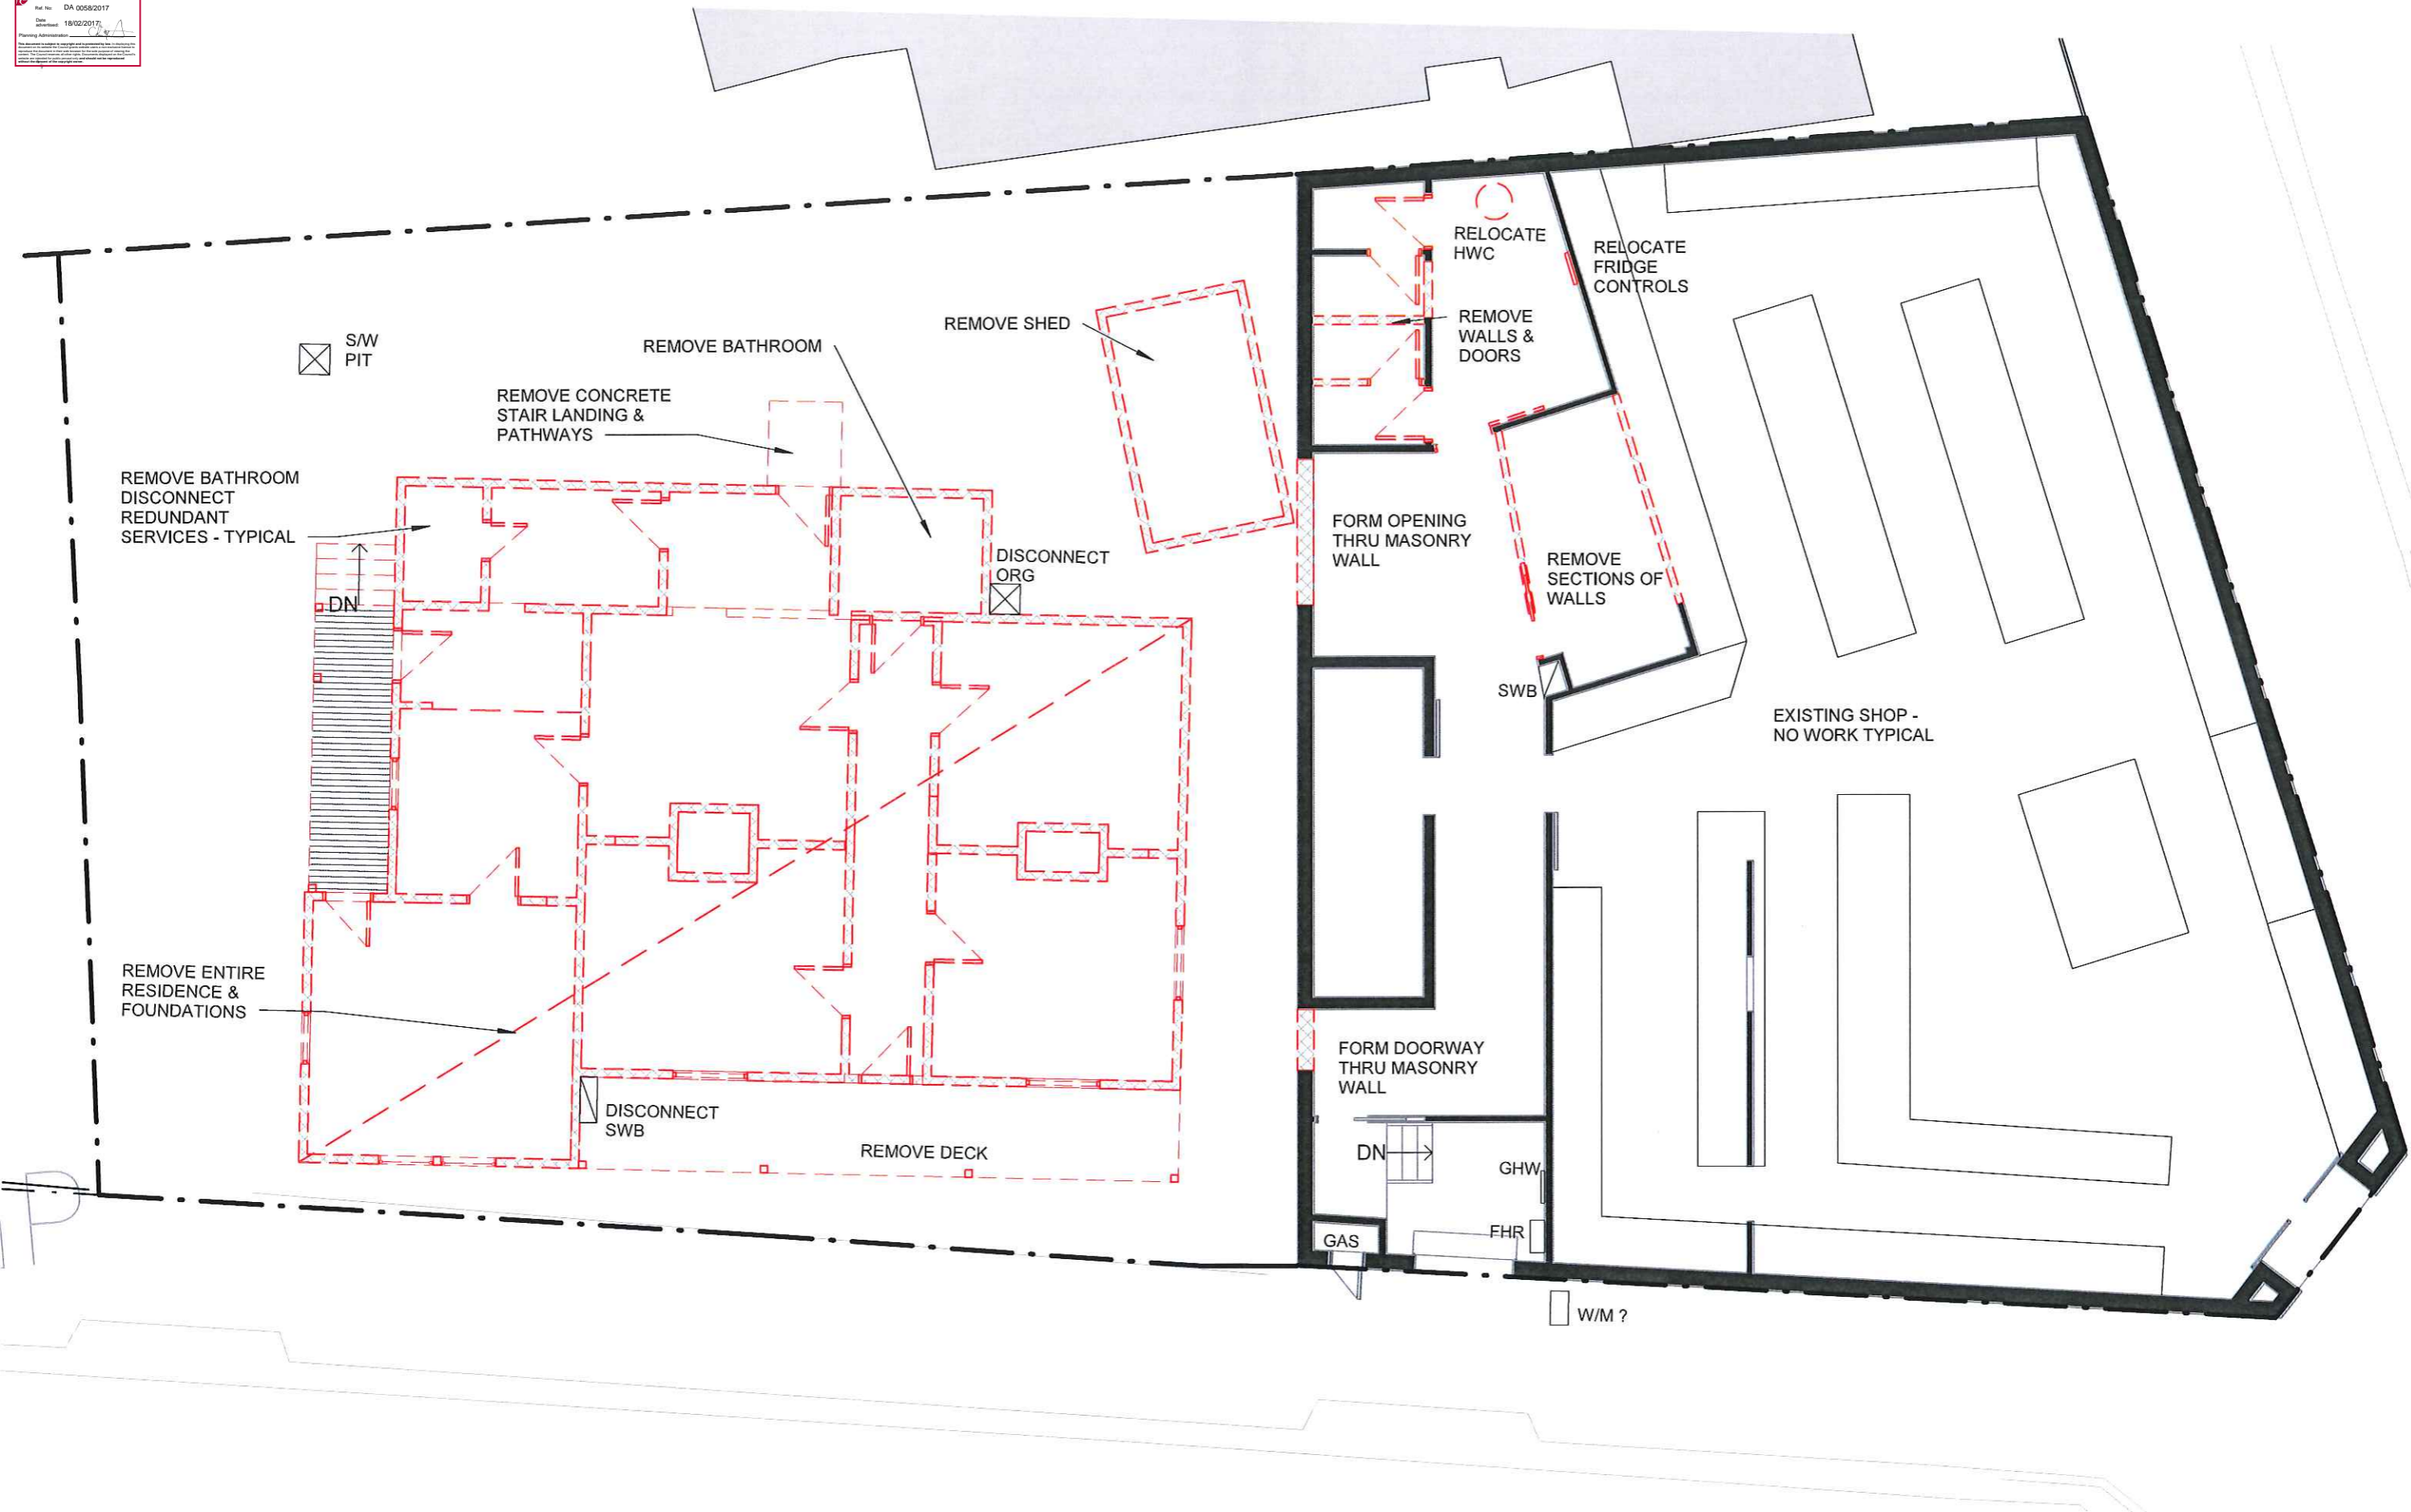 Ref. No: DA 0058/2017
Date advertised: 18/02/2017
Planning Administration
RELOCATE
HWC
RELOCATE
FRIDGE
CONTROLS
REMOVE SHED
REMOVE
WALLS &
DOORS
S/W
PIT
REMOVE BATHROOM
REMOVE CONCRETE
STAIR LANDING &
PATHWAYS
REMOVE BATHROOM
DISCONNECT
REDUNDANT
SERVICES - TYPICAL
FORM OPENING
THRU MASONRY
WALL
DISCONNECT
ORG
REMOVE
SECTIONS OF
WALLS
DN
SWB
EXISTING SHOP -
NO WORK TYPICAL
REMOVE ENTIRE
RESIDENCE &
FOUNDATIONS
FORM DOORWAY
THRU MASONRY
WALL
DISCONNECT
SWB
REMOVE DECK
DN
GHW
FHR
GAS
W/M ?
P